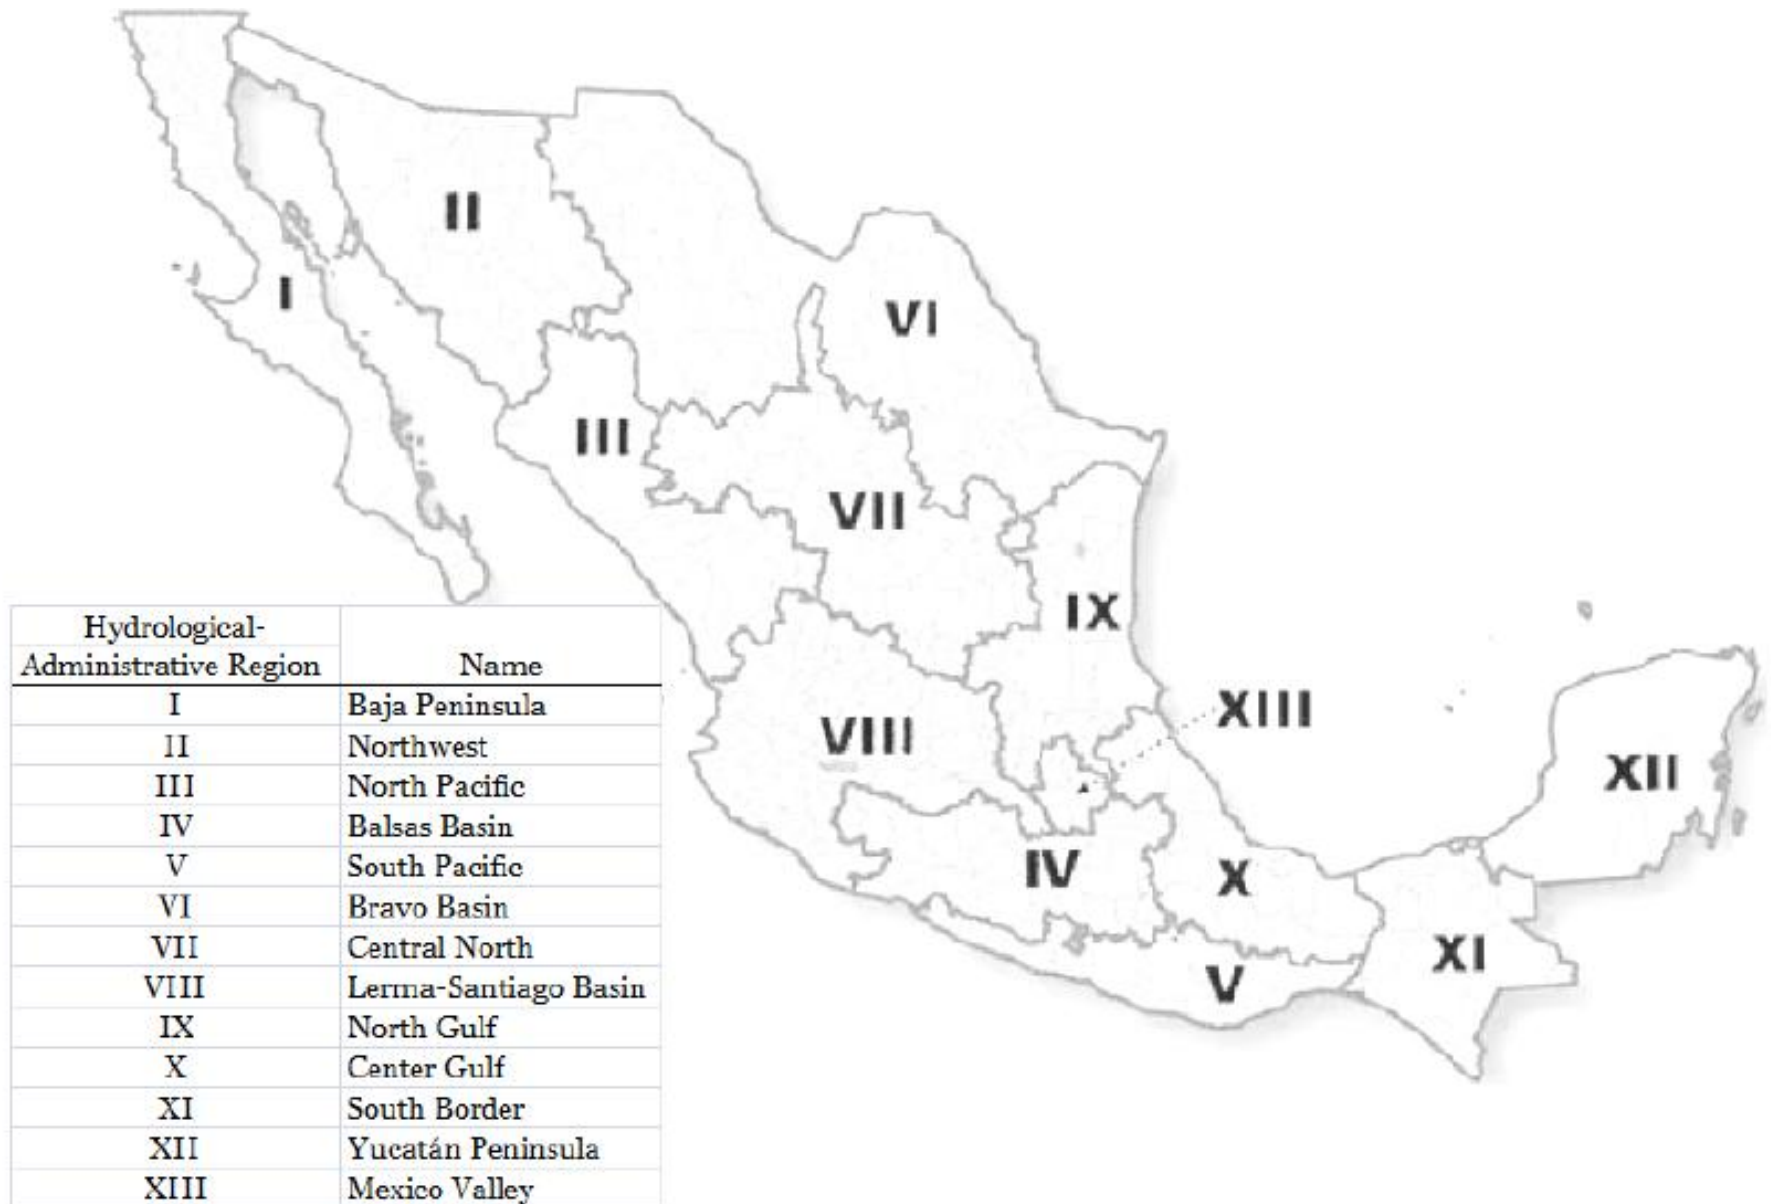 II
I
VI
III
VII
IX
XIII
VIII
XII
IV
X
XI
V
Hydrological-
Administrative Region Name
I Baja Peninsula
II Northwest
III North Pacific
IV Balsas Basin
V South Pacific
VI Bravo Basin
VII Central North
VIII Lerma-Santiago Basin
IX North Gulf
X Center Gulf
XI South Border
XII Yucatán Peninsula
XIII Mexico Valley